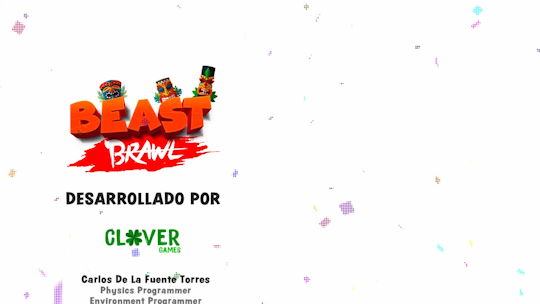 BEAST
BRAWL
DESARROLLADO POR
CLOVER
GAMES
Carlos De La Fuente Torres
Physics Programmer
Environment Programmer